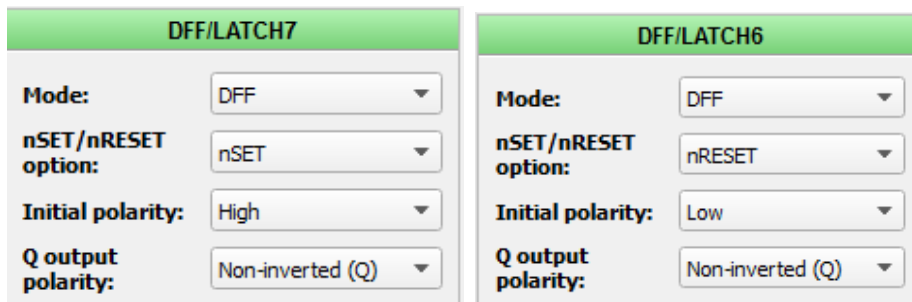 DFF/LATCH7
Mode: DFF
nSET/nRESET
option: nSET
Initial polarity: High
Q output
polarity: Non-inverted (Q)
DFF/LATCH6
Mode: DFF
nSET/nRESET
option: nRESET
Initial polarity: Low
Q output
polarity: Non-inverted (Q)